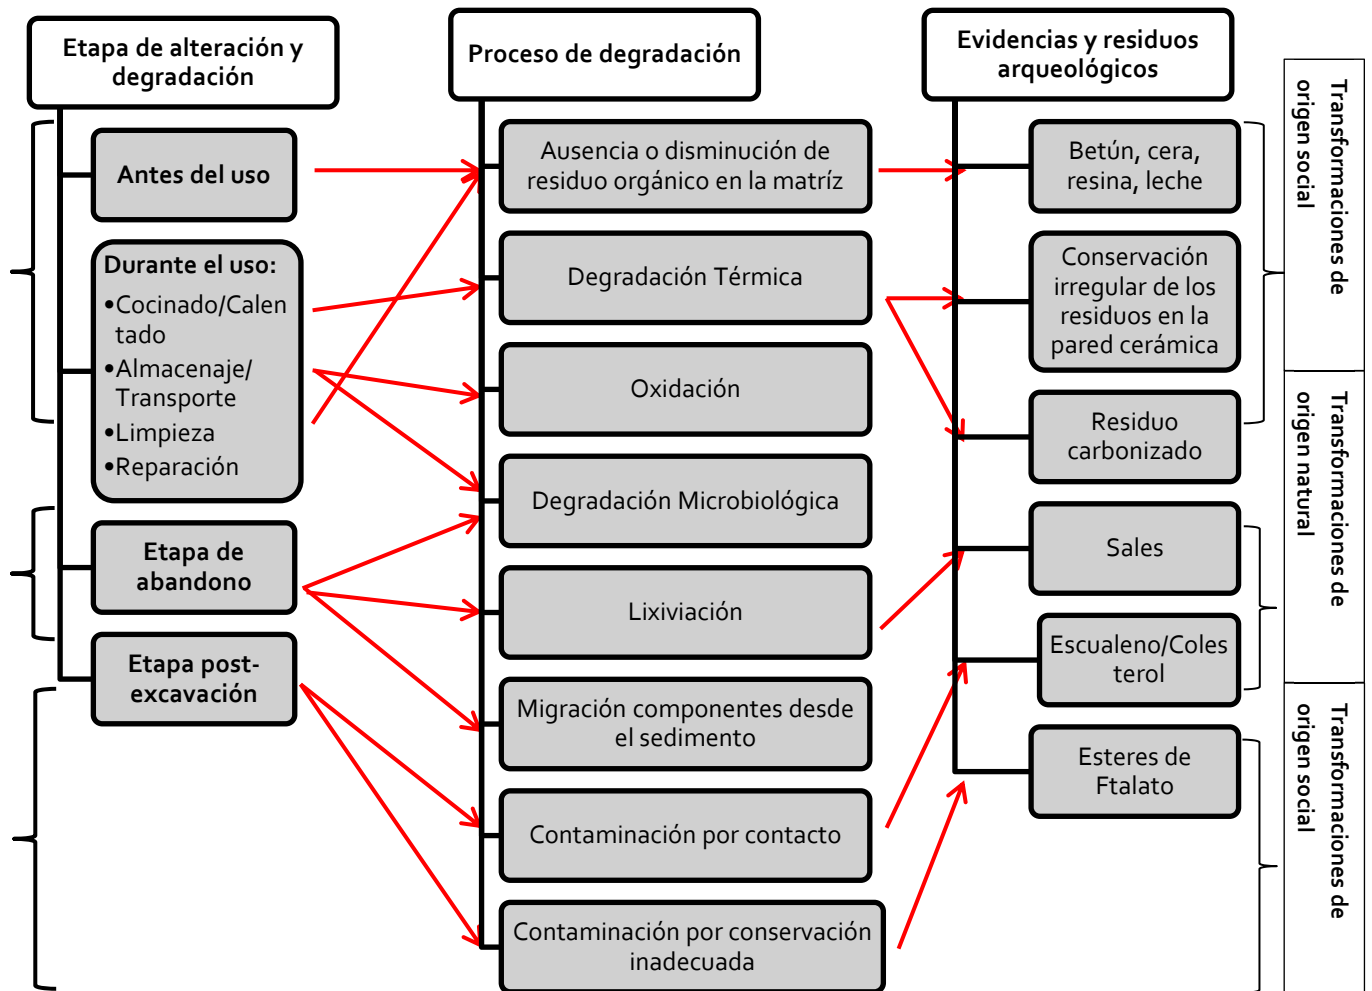 Etapa de alteración y
degradación
Antes del uso
Durante el uso:
•Cocinado/Calen
tado
•Almacenaje/
Transporte
•Limpieza
•Reparación
Etapa de
abandono
Etapa post-
excavación
Proceso de degradación
Ausencia o disminución de
residuo orgánico en la matríz
Degradación Térmica
Oxidación
Degradación Microbiológica
Lixiviación
Migración componentes desde
el sedimento
Contaminación por contacto
Contaminación por conservación
inadecuada
Evidencias y residuos
arqueológicos
Betún, cera,
resina, leche
Conservación
irregular de los
residuos en la
pared cerámica
Residuo
carbonizado
Sales
Escualeno/Coles
terol
Esteres de
Ftalato
Transformaciones de
origen social
Transformaciones de
origen natural
Transformaciones de
origen social